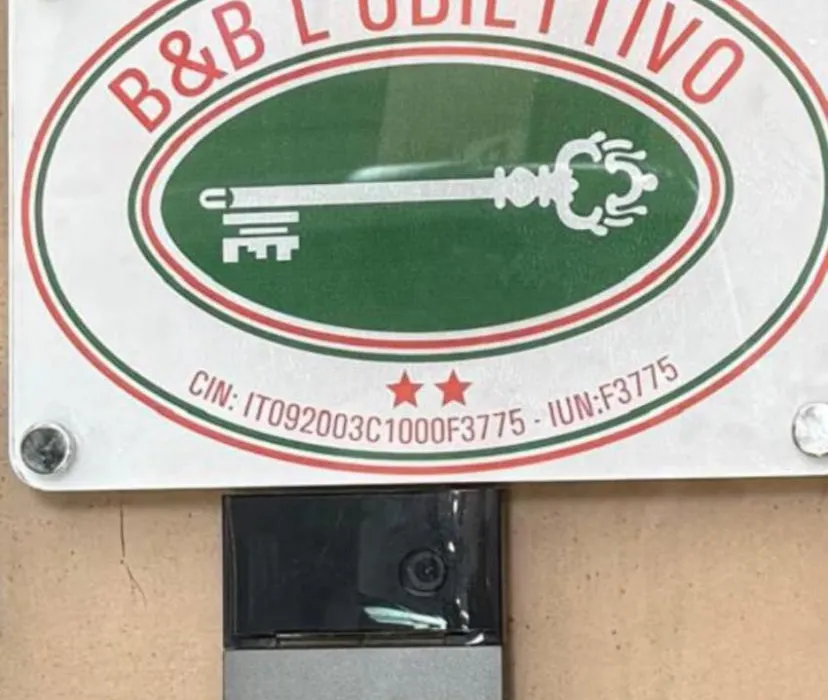 B&B L'OBIETTIVO
CIN: IT092003C1000F3775 - IUN:F3775